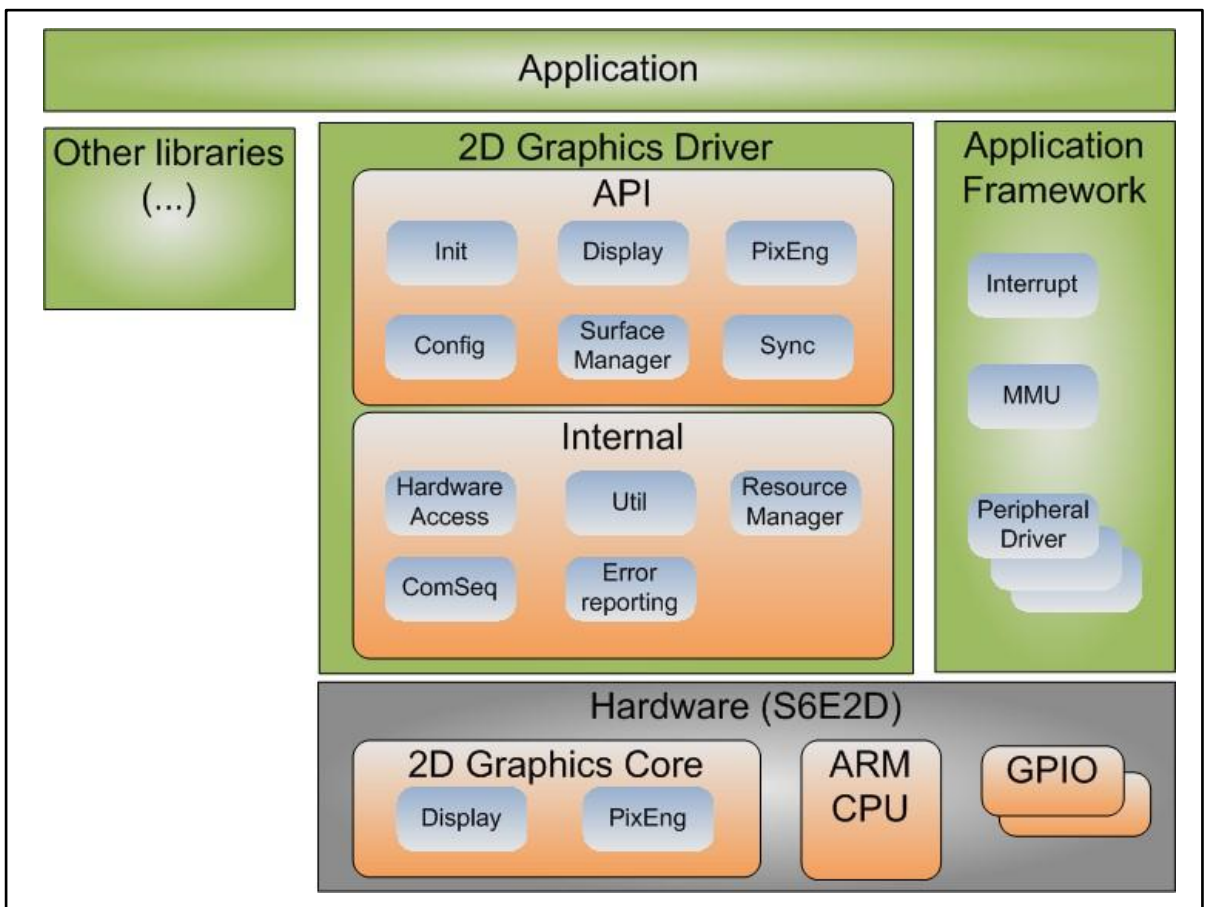 Application
Other libraries
(...)
2D Graphics Driver
API
Init
Display
PixEng
Config
Surface
Manager
Sync
Internal
Hardware
Access
Util
Resource
Manager
ComSeq
Error
reporting
Application
Framework
Interrupt
MMU
Peripheral
Driver
Hardware (S6E2D)
2D Graphics Core
Display
PixEng
ARM
CPU
GPIO